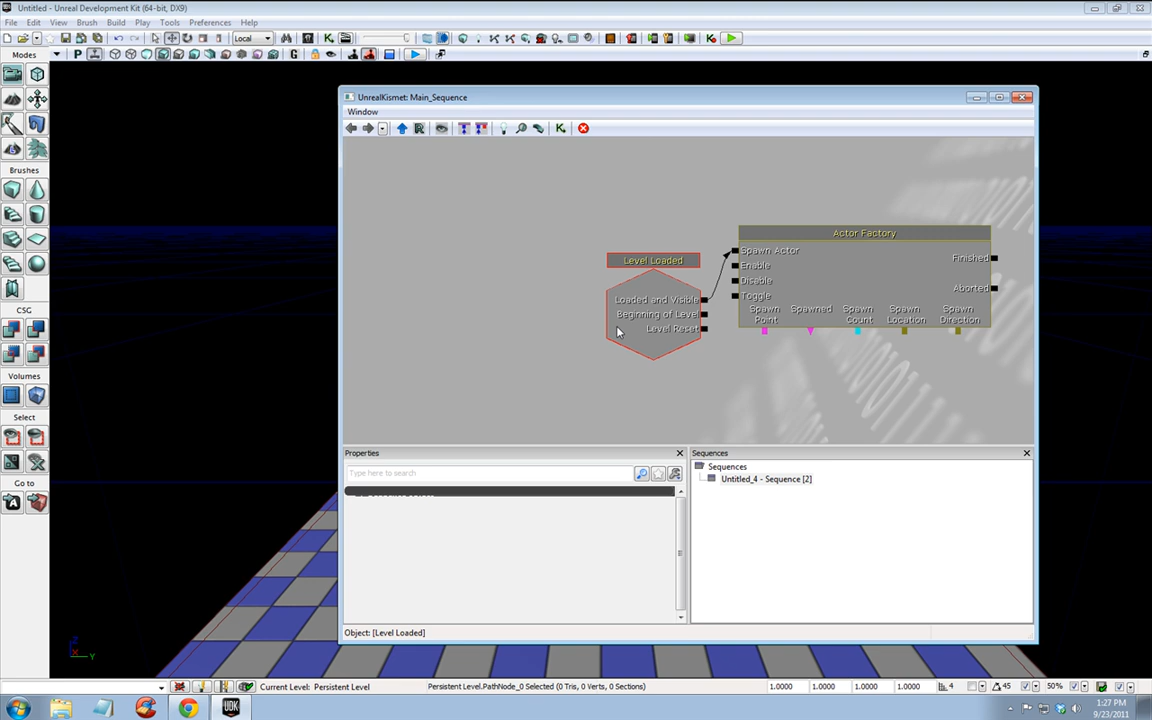 Untitled - Unreal Development Kit (64-bit, DX9)
File Edit View Brush Build Play Tools Preferences Help
Local
Modes
P
G
UnrealKismet: Main_Sequence
Window
Actor Factory
Spawn Actor
Enable
Disable
Toggle
Finished
Aborted
Spawn Point
Spawned
Spawn Count
Spawn Location
Spawn Direction
Level Loaded
Loaded and Visible
Beginning of Level
Level Reset
Brushes
CSG
Volumes
Select
Go to
Properties
Type here to search
Sequences
Sequences
Untitled_4 - Sequence [2]
Object: [Level Loaded]
Z
X
Y
Current Level: Persistent Level
Persistent Level.PathNode_0 Selected (0 Tris, 0 Verts, 0 Sections)
1.0000 1.0000 1.0000 1.0000
4
45
50%
UDK
1:27 PM
9/23/2011